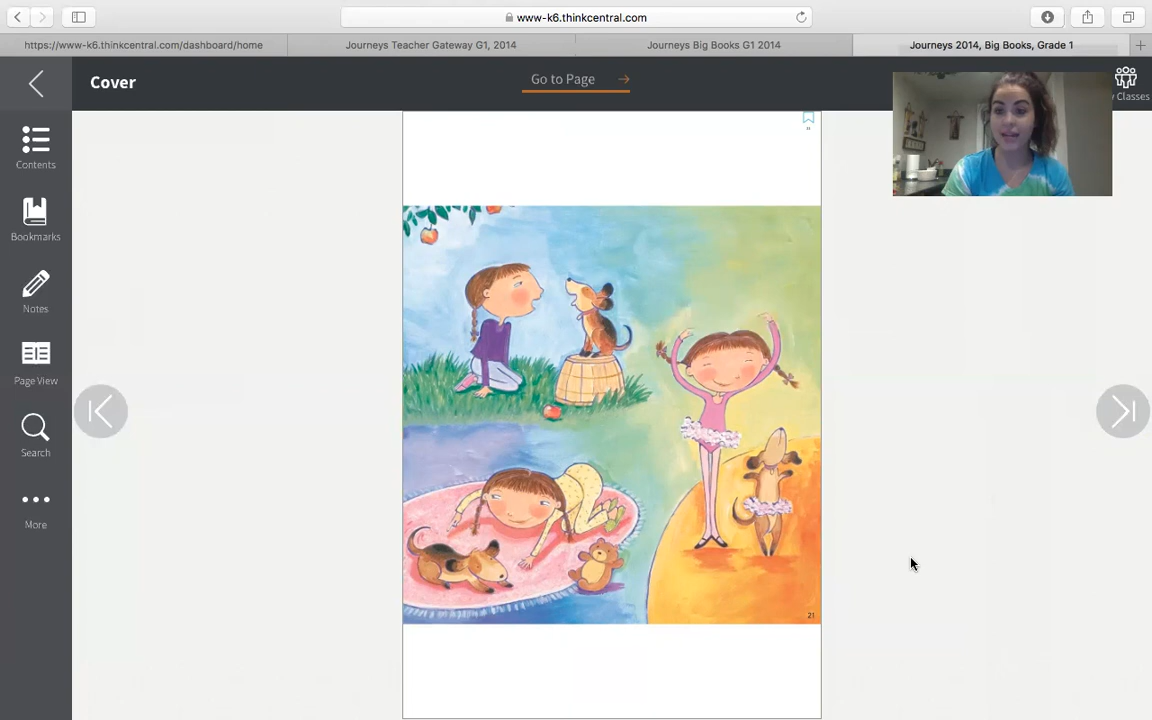 www-k6.thinkcentral.com
https://www-k6.thinkcentral.com/dashboard/home
Journeys Teacher Gateway G1, 2014
Journeys Big Books G1 2014
Journeys 2014, Big Books, Grade 1
Cover
Go to Page
Classes
Contents
Bookmarks
Notes
Page View
Search
More
21